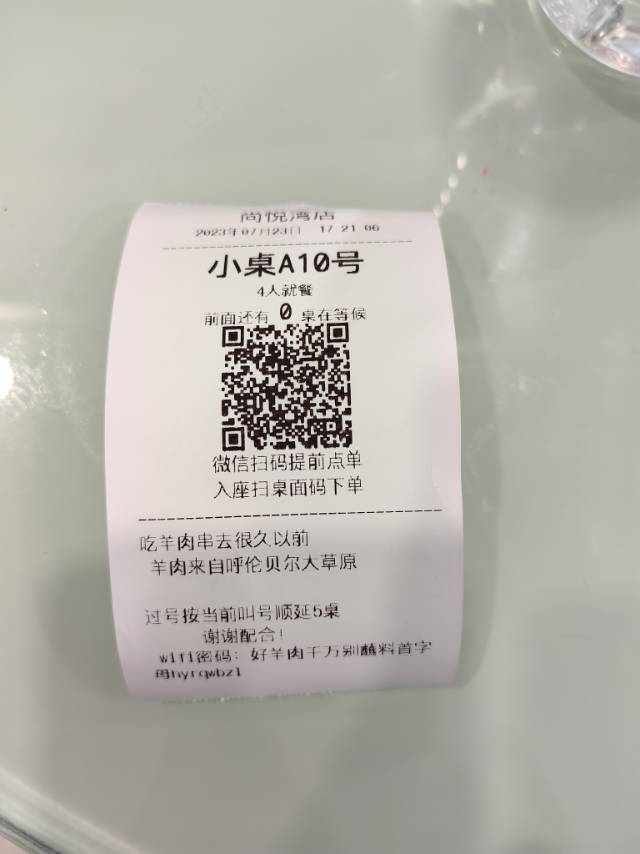 尚悦湾店
2023年07月23日 17 21 06
小桌A10号
4人就餐
前面还有 0 桌在等候
微信扫码提前点单
入座扫桌面码下单
吃羊肉串去很久以前
羊肉来自呼伦贝尔大草原
过号按当前叫号顺延5桌
谢谢配合!
wifi密码: 好羊肉千万别蘸料首字
母hyrqwbzl